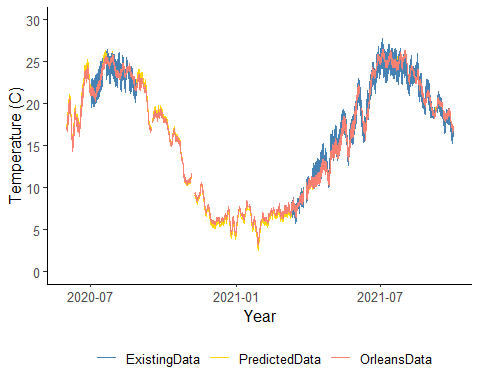 30
25
20
15
10
5
0
Temperature (C)
2020-07
2021-01
2021-07
Year
ExistingData
PredictedData
OrleansData